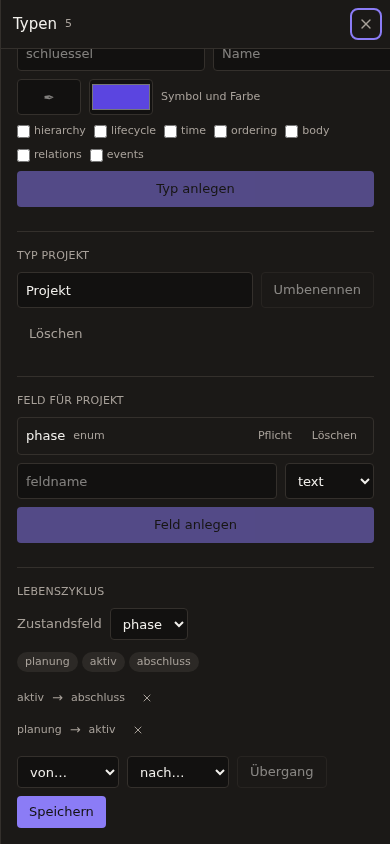 Typen 5
schluessel Name
Symbol und Farbe
hierarchy lifecycle time ordering body
relations events
Typ anlegen
TYP PROJEKT
Projekt Umbenennen
Löschen
FELD FÜR PROJEKT
phase enum Pflicht Löschen
feldname text
Feld anlegen
LEBENSZYKLUS
Zustandsfeld phase
planung aktiv abschluss
aktiv → abschluss ×
planung → aktiv ×
von... nach... Übergang
Speichern